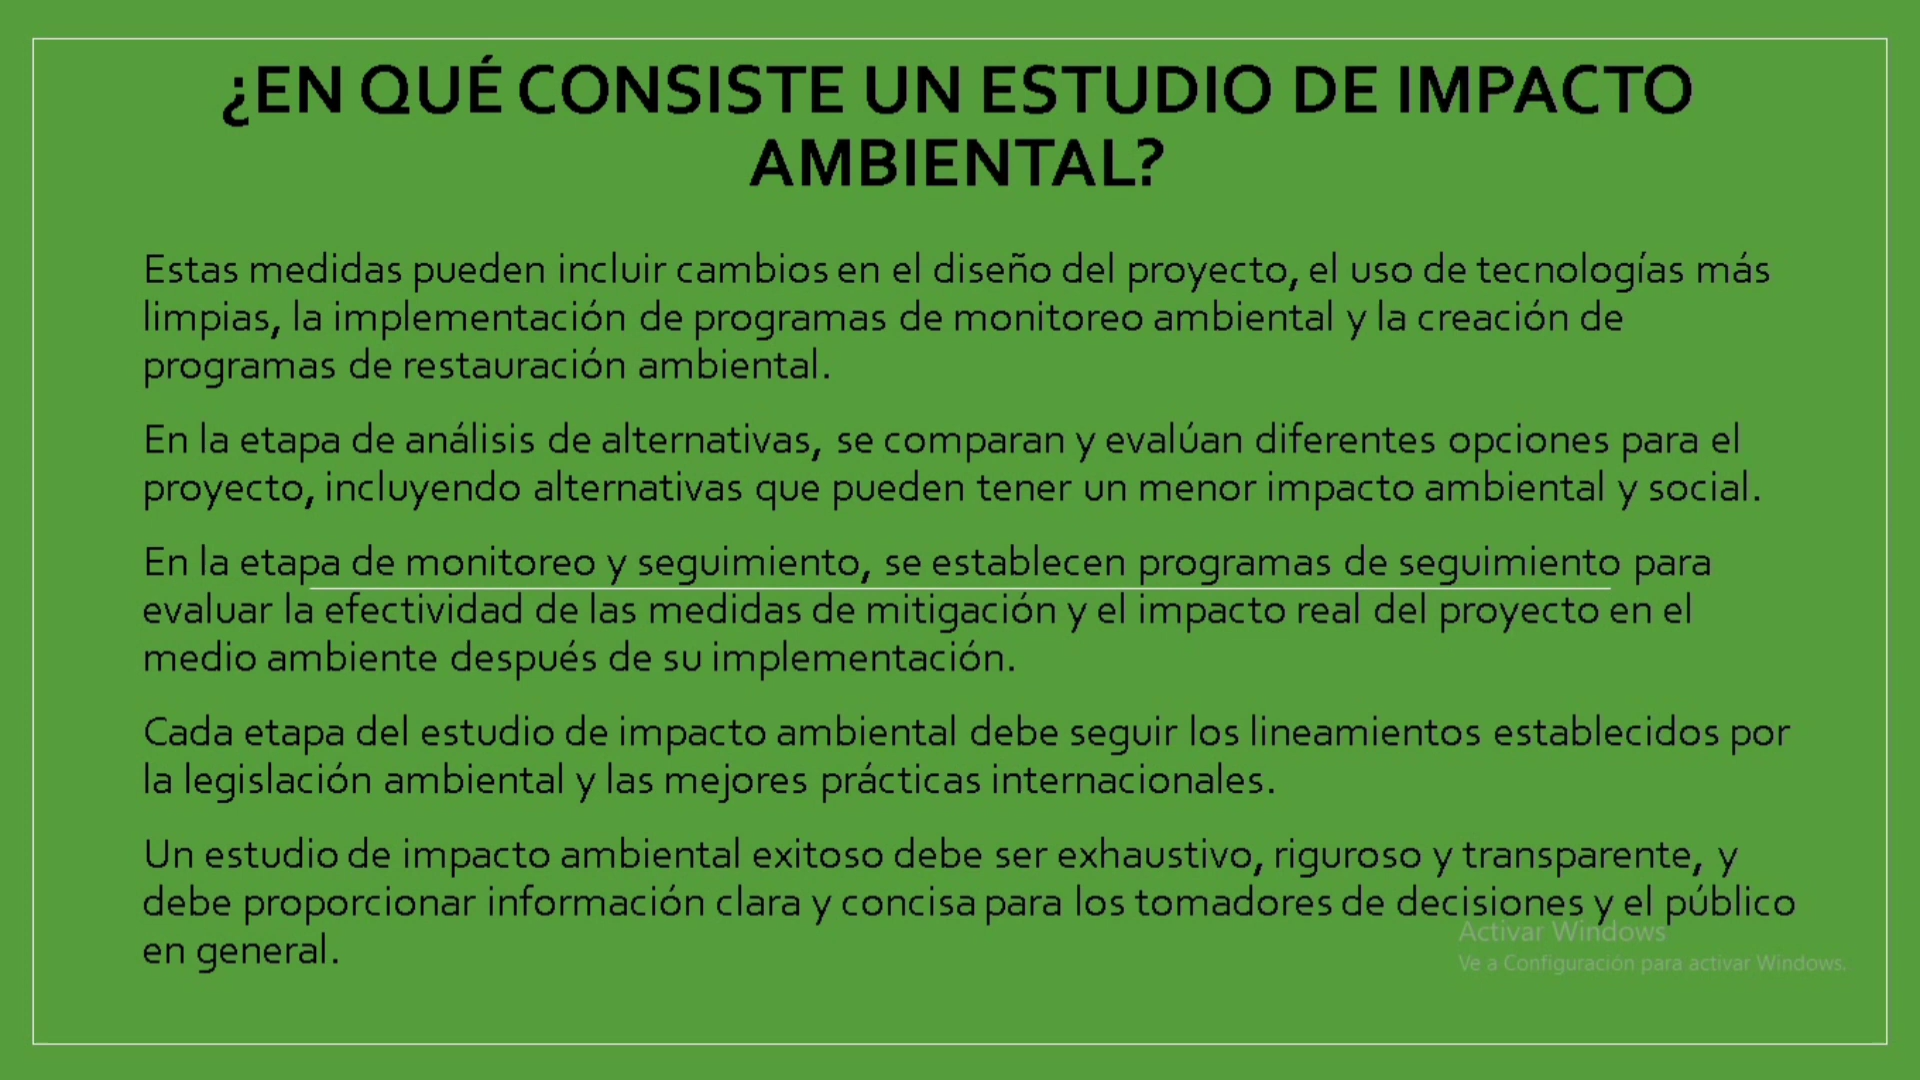 ¿EN QUÉ CONSISTE UN ESTUDIO DE IMPACTO
AMBIENTAL?
Estas medidas pueden incluir cambios en el diseño del proyecto, el uso de tecnologías más
limpias, la implementación de programas de monitoreo ambiental y la creación de
programas de restauración ambiental.
En la etapa de análisis de alternativas, se comparan y evalúan diferentes opciones para el
proyecto, incluyendo alternativas que pueden tener un menor impacto ambiental y social.
En la etapa de monitoreo y seguimiento, se establecen programas de seguimiento para
evaluar la efectividad de las medidas de mitigación y el impacto real del proyecto en el
medio ambiente después de su implementación.
Cada etapa del estudio de impacto ambiental debe seguir los lineamientos establecidos por
la legislación ambiental y las mejores prácticas internacionales.
Un estudio de impacto ambiental exitoso debe ser exhaustivo, riguroso y transparente, y
debe proporcionar información clara y concisa para los tomadores de decisiones y el público
en general.
Activar Windows
Ve a Configuración para activar Windows.